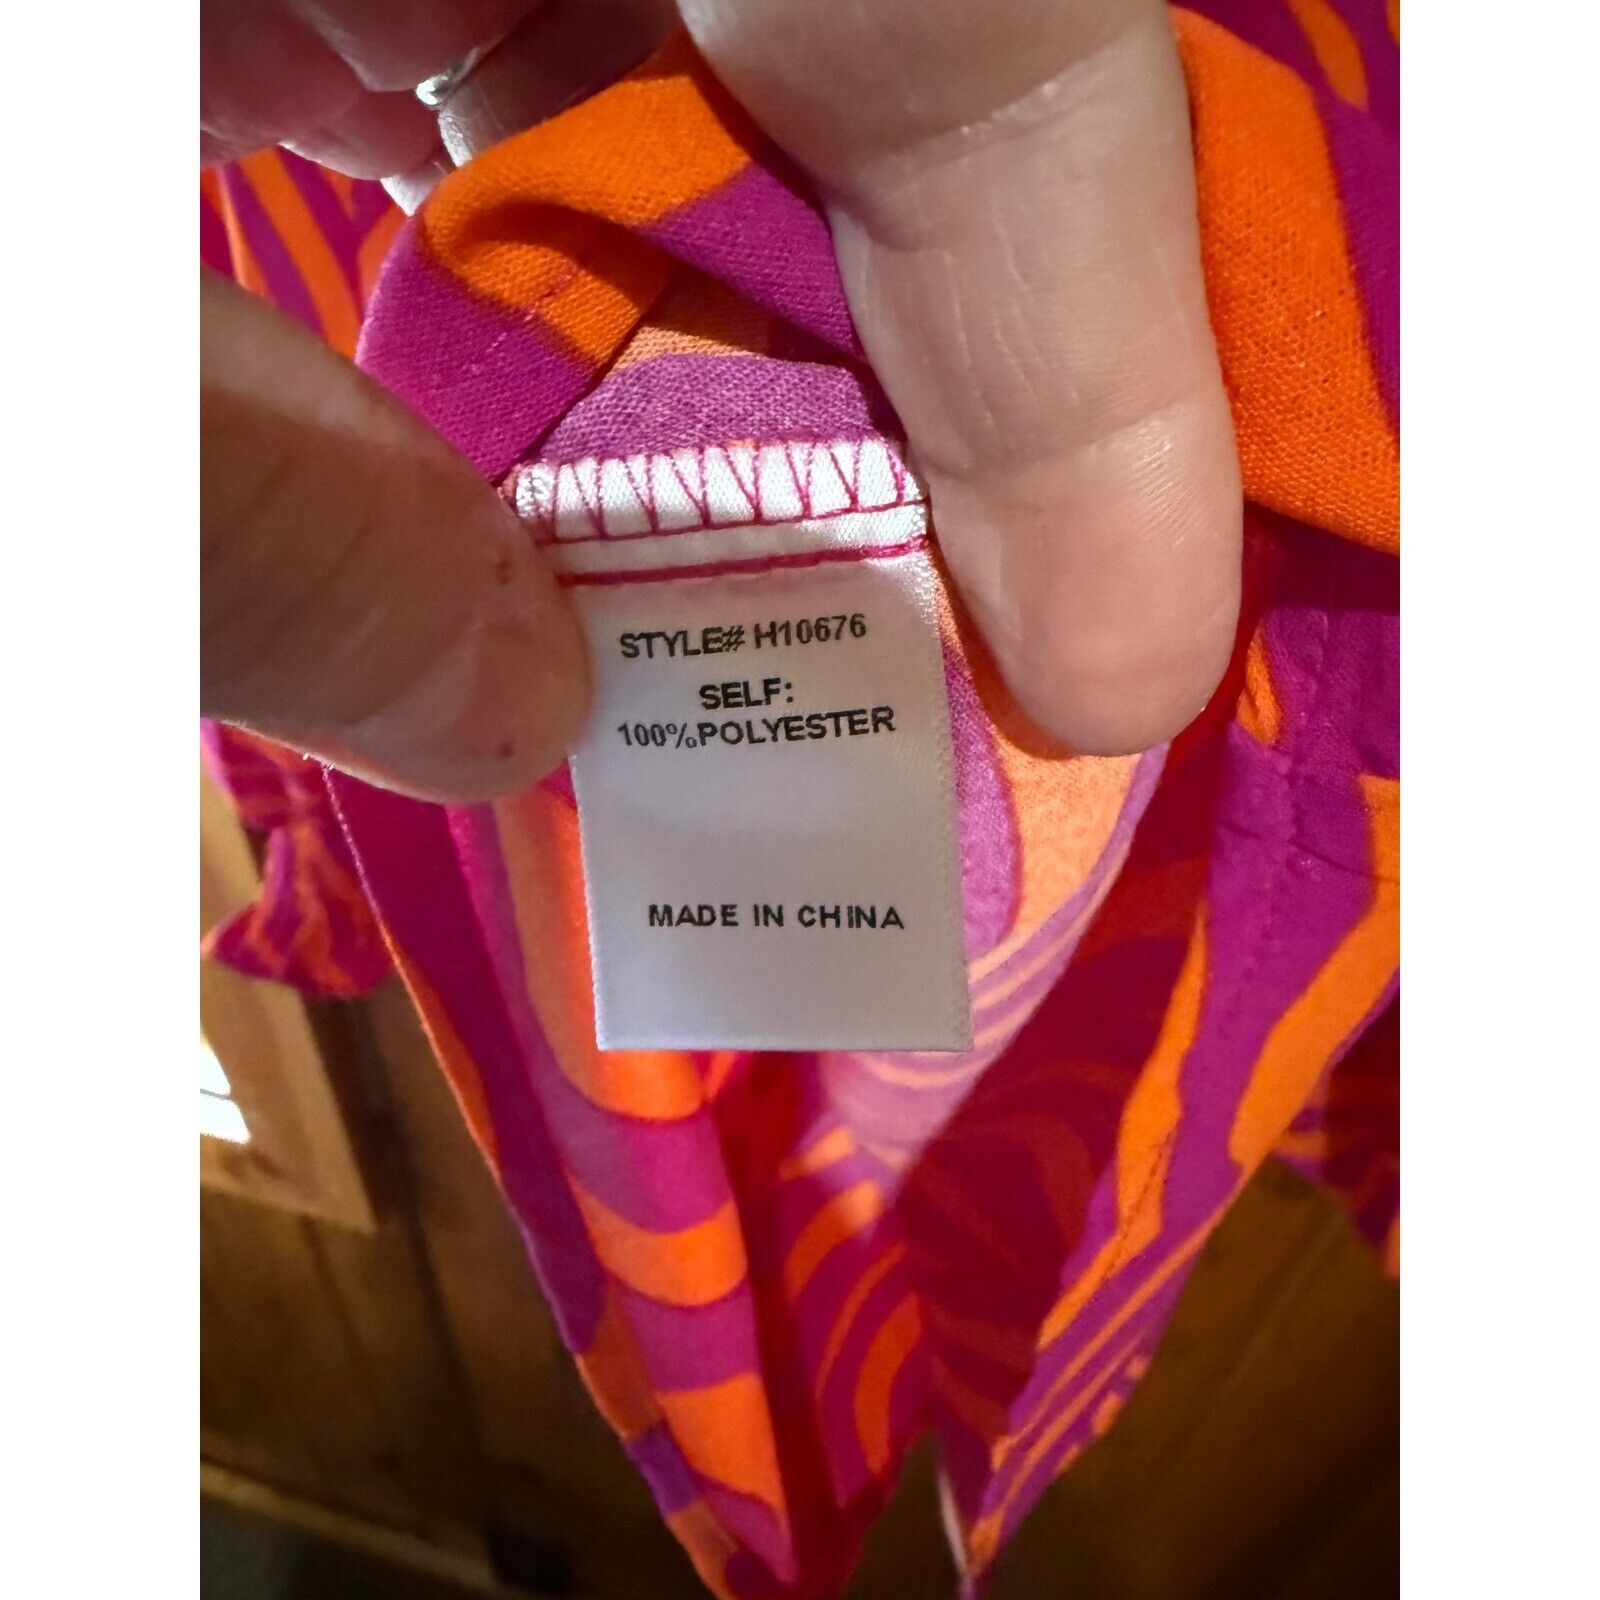 STYLE# H10676
SELF:
100%POLYESTER
MADE IN CHINA